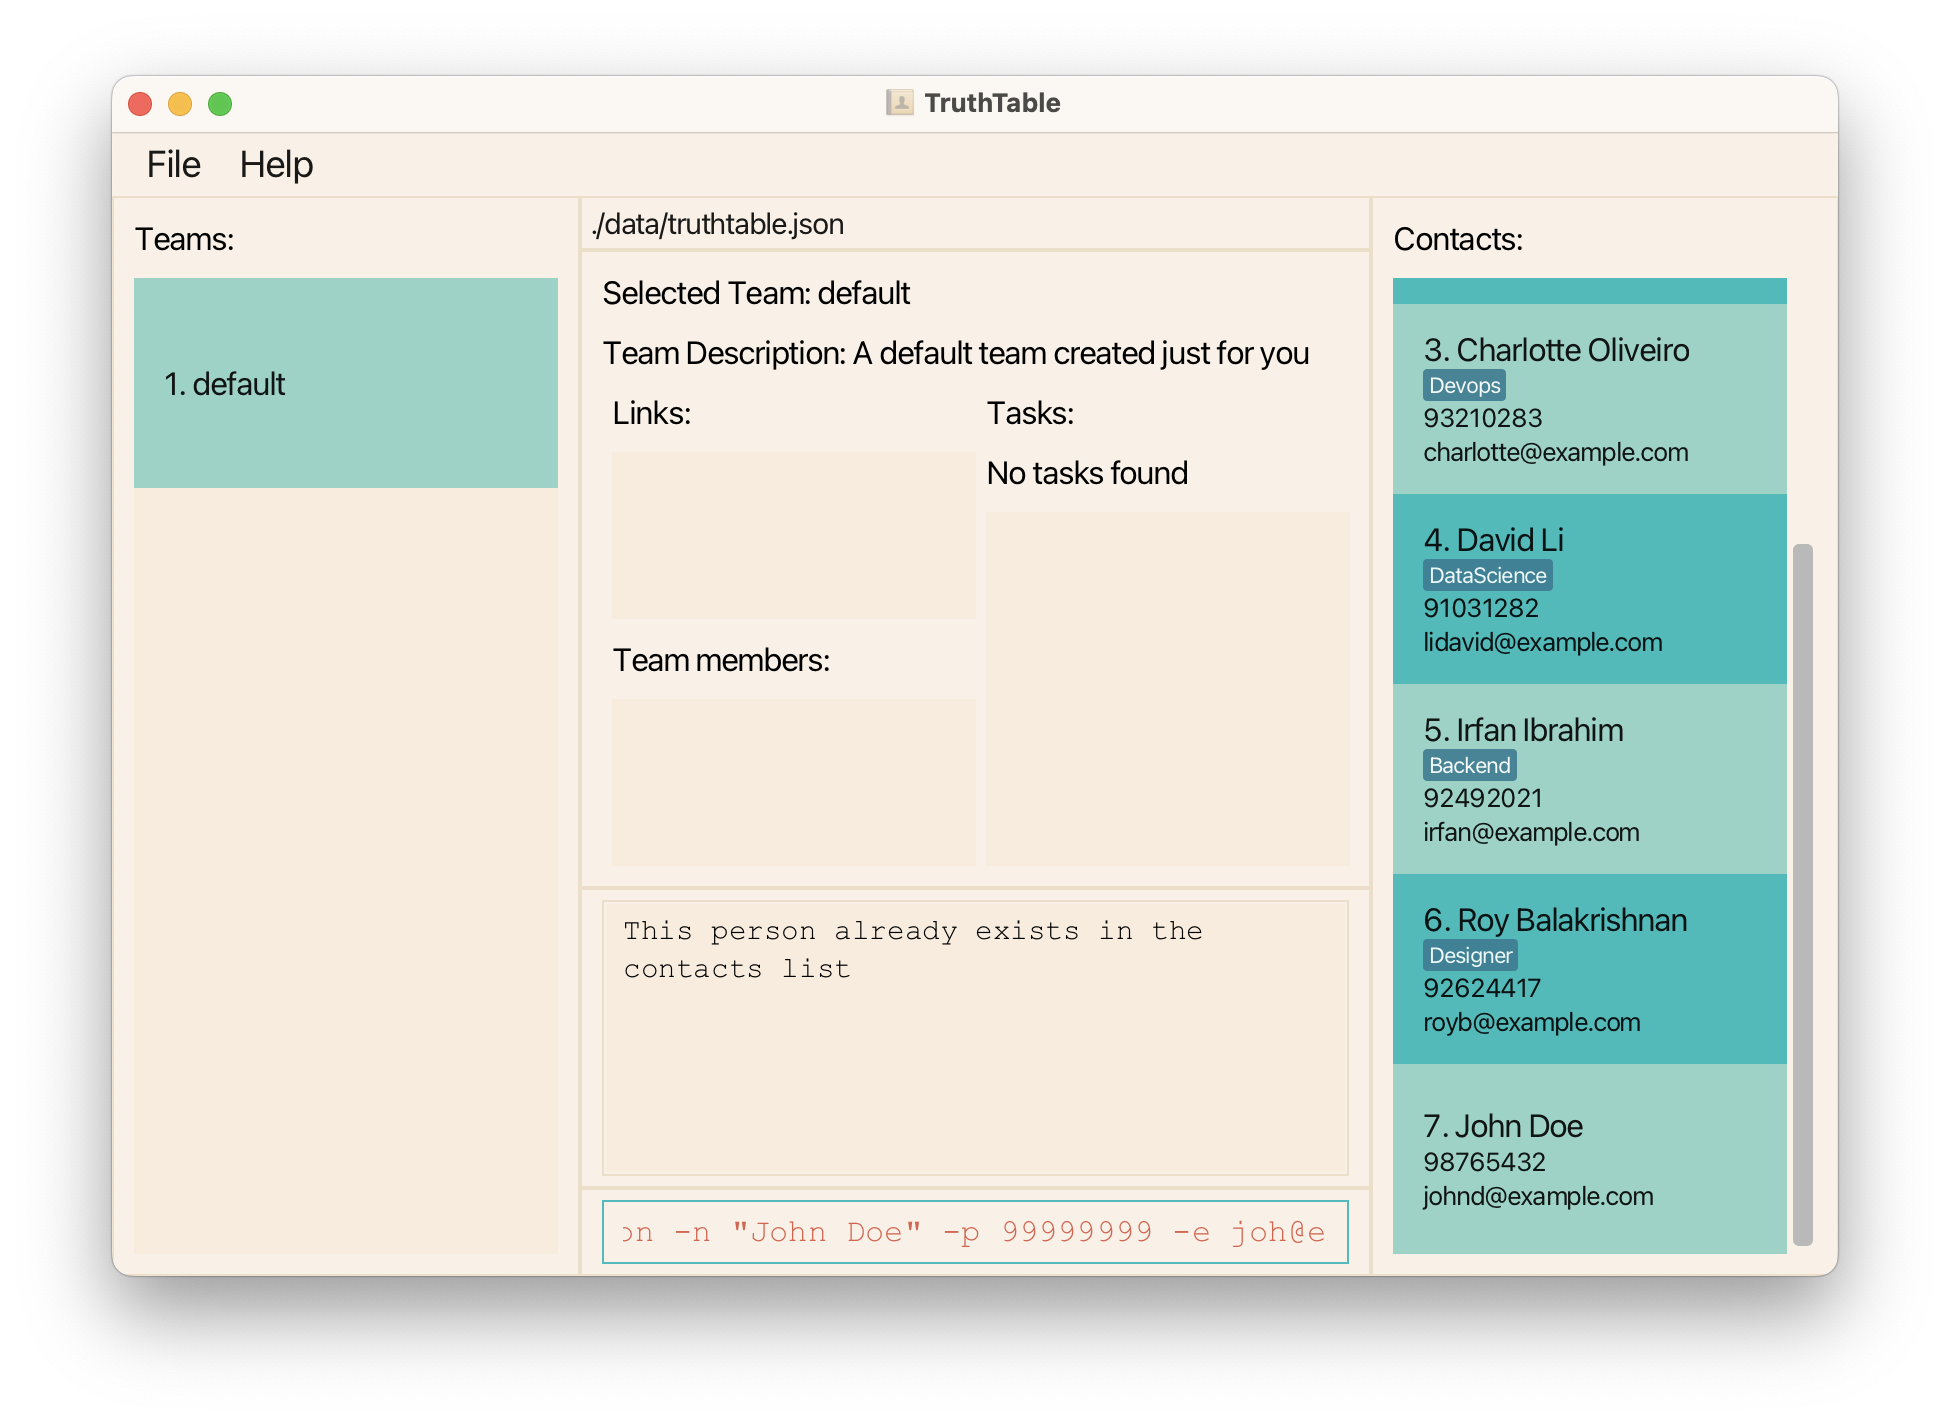 TruthTable
File Help
Teams:
1. default
./data/truthtable.json
Selected Team: default
Team Description: A default team created just for you
Links:
Tasks:
No tasks found
Team members:
This person already exists in the
contacts list
on -n "John Doe" -p 99999999 -e joh@e
Contacts:
3. Charlotte Oliveiro
Devops
93210283
charlotte@example.com
4. David Li
DataScience
91031282
lidavid@example.com
5. Irfan Ibrahim
Backend
92492021
irfan@example.com
6. Roy Balakrishnan
Designer
92624417
royb@example.com
7. John Doe
98765432
johnd@example.com